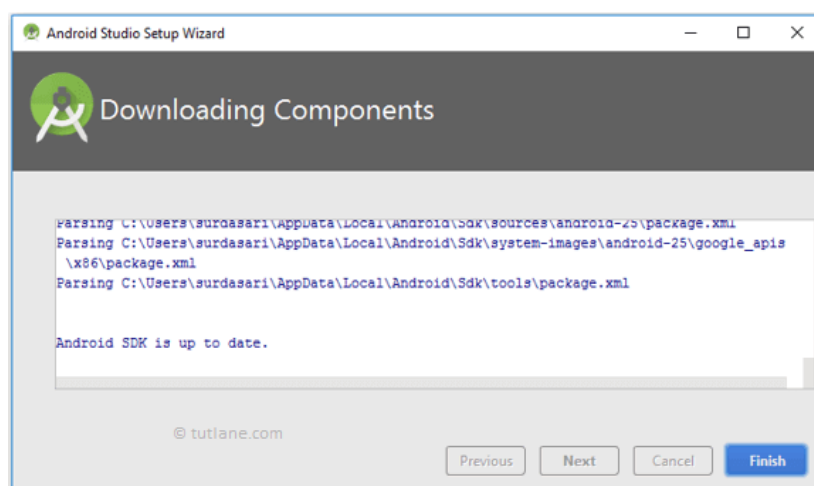 Android Studio Setup Wizard
Downloading Components
Parsing C:\Users\surdasari\AppData\Local\Android\Sdk\sources\android-25\package.xml
Parsing C:\Users\surdasari\AppData\Local\Android\Sdk\system-images\android-25\google_apis
\x86\package.xml
Parsing C:\Users\surdasari\AppData\Local\Android\Sdk\tools\package.xml
Android SDK is up to date.
© tutlane.com
Previous Next Cancel Finish